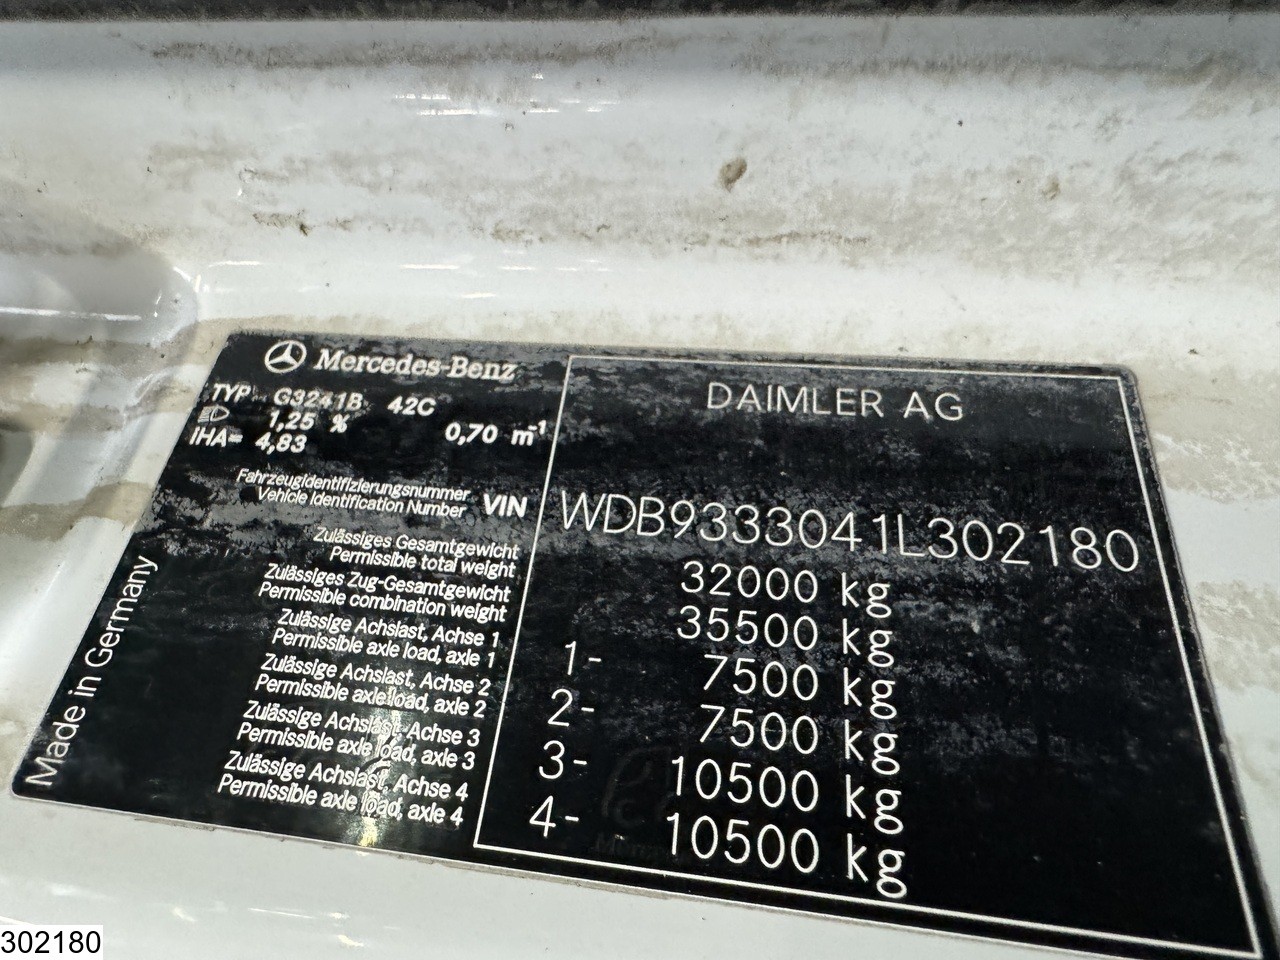 Mercedes-Benz
TYP G3241B 42C
1,25 % 0,70 m-1
IHA= 4,83
DAIMLER AG
Fahrzeugidentifizierungsnummer
Vehicle Identification Number VIN WDB9333041L302180
Zulässiges Gesamtgewicht
Permissible total weight 32000 kg
Zulässiges Zug-Gesamtgewicht
Permissible combination weight 35500 kg
Zulässige Achslast, Achse 1
Permissible axle load, axle 1 1- 7500 kg
Zulässige Achslast, Achse 2
Permissible axle load, axle 2 2- 7500 kg
Zulässige Achslast, Achse 3
Permissible axle load, axle 3 3- 10500 kg
Zulässige Achslast, Achse 4
Permissible axle load, axle 4 4- 10500 kg
Made in Germany
302180